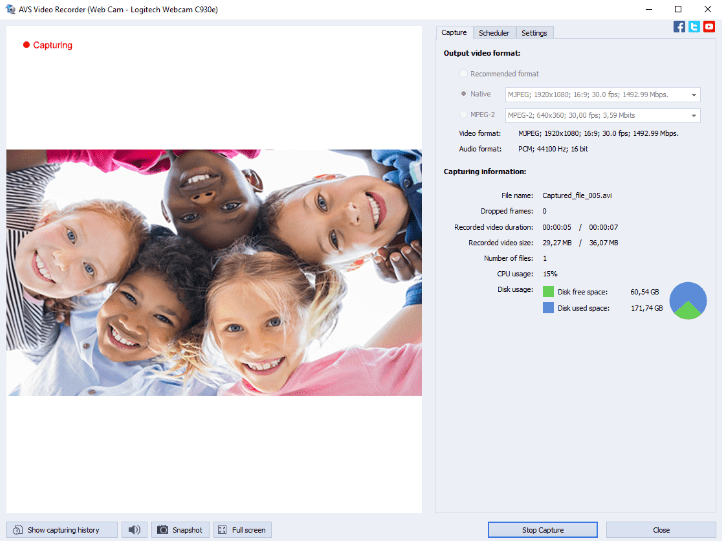 AVS Video Recorder (Web Cam - Logitech Webcam C930e)
Capturing
Capture Scheduler Settings
Output video format:
Recommended format
Native MJPEG; 1920x1080; 16:9; 30.0 fps; 1492.99 Mbps.
MPEG-2 MPEG-2; 640x360; 30,00 fps; 3,59 Mbits
Video format: MJPEG; 1920x1080; 16:9; 30.0 fps; 1492.99 Mbps.
Audio format: PCM; 44100 Hz; 16 bit
Capturing information:
File name: Captured_file_005.avi
Dropped frames: 0
Recorded video duration: 00:00:05 / 00:00:07
Recorded video size: 29,27 MB / 36,07 MB
Number of files: 1
CPU usage: 15%
Disk usage: Disk free space: 60,54 GB
Disk used space: 171,74 GB
Show capturing history Snapshot Full screen Stop Capture Close